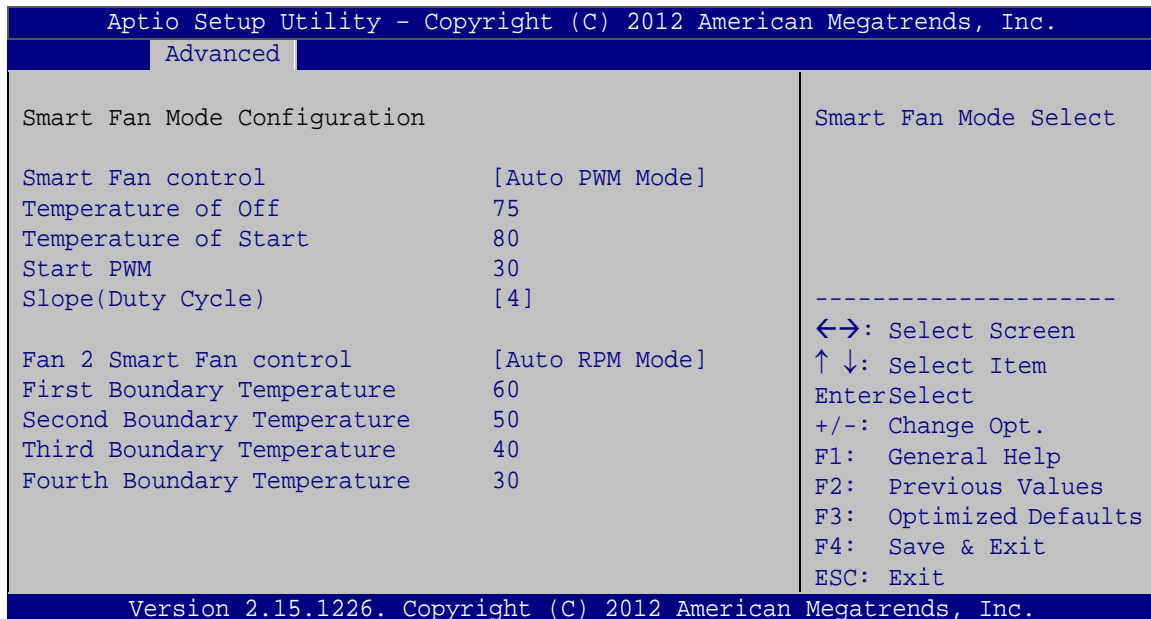 Aptio Setup Utility – Copyright (C) 2012 American Megatrends, Inc.
Advanced
Smart Fan Mode Configuration
Smart Fan control [Auto PWM Mode]
Temperature of Off 75
Temperature of Start 80
Start PWM 30
Slope(Duty Cycle) [4]
Fan 2 Smart Fan control [Auto RPM Mode]
First Boundary Temperature 60
Second Boundary Temperature 50
Third Boundary Temperature 40
Fourth Boundary Temperature 30
Smart Fan Mode Select
---------------------
←→: Select Screen
↑ ↓: Select Item
EnterSelect
+/-: Change Opt.
F1: General Help
F2: Previous Values
F3: Optimized Defaults
F4: Save & Exit
ESC: Exit
Version 2.15.1226. Copyright (C) 2012 American Megatrends, Inc.